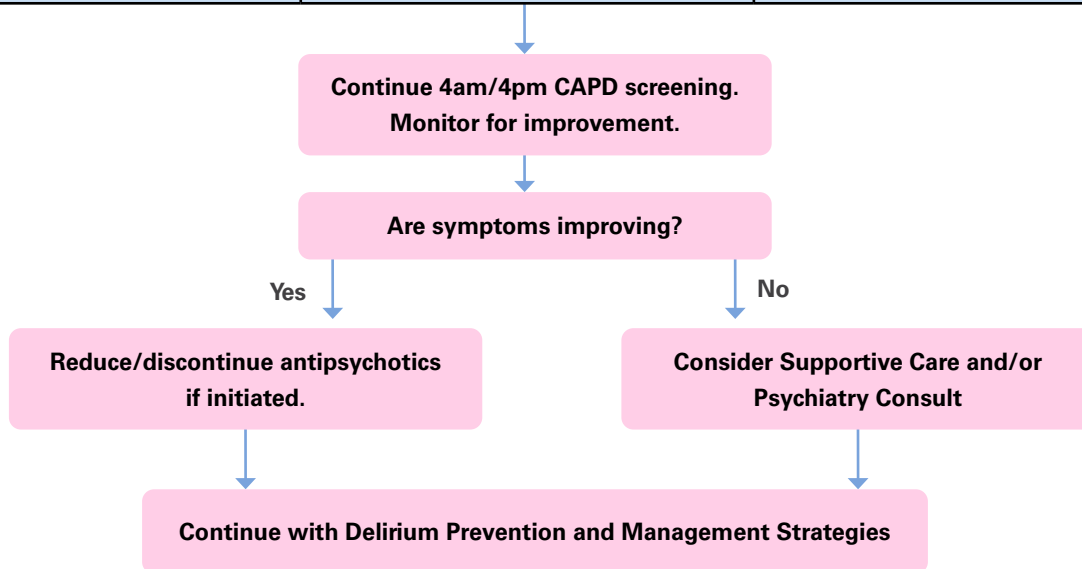 Continue 4am/4pm CAPD screening.
Monitor for improvement.
Are symptoms improving?
Yes
No
Reduce/discontinue antipsychotics
if initiated.
Consider Supportive Care and/or
Psychiatry Consult
Continue with Delirium Prevention and Management Strategies